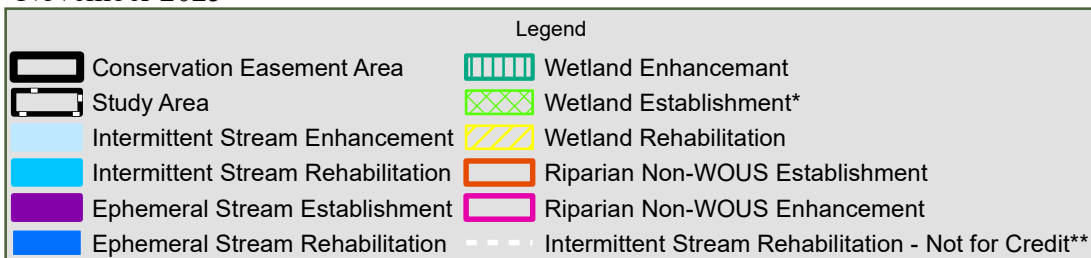 November 2023
Legend
Conservation Easement Area
Study Area
Intermittent Stream Enhancement
Intermittent Stream Rehabilitation
Ephemeral Stream Establishment
Ephemeral Stream Rehabilitation
Wetland Enhancemant
Wetland Establishment*
Wetland Rehabilitation
Riparian Non-WOUS Establishment
Riparian Non-WOUS Enhancement
Intermittent Stream Rehabilitation - Not for Credit**